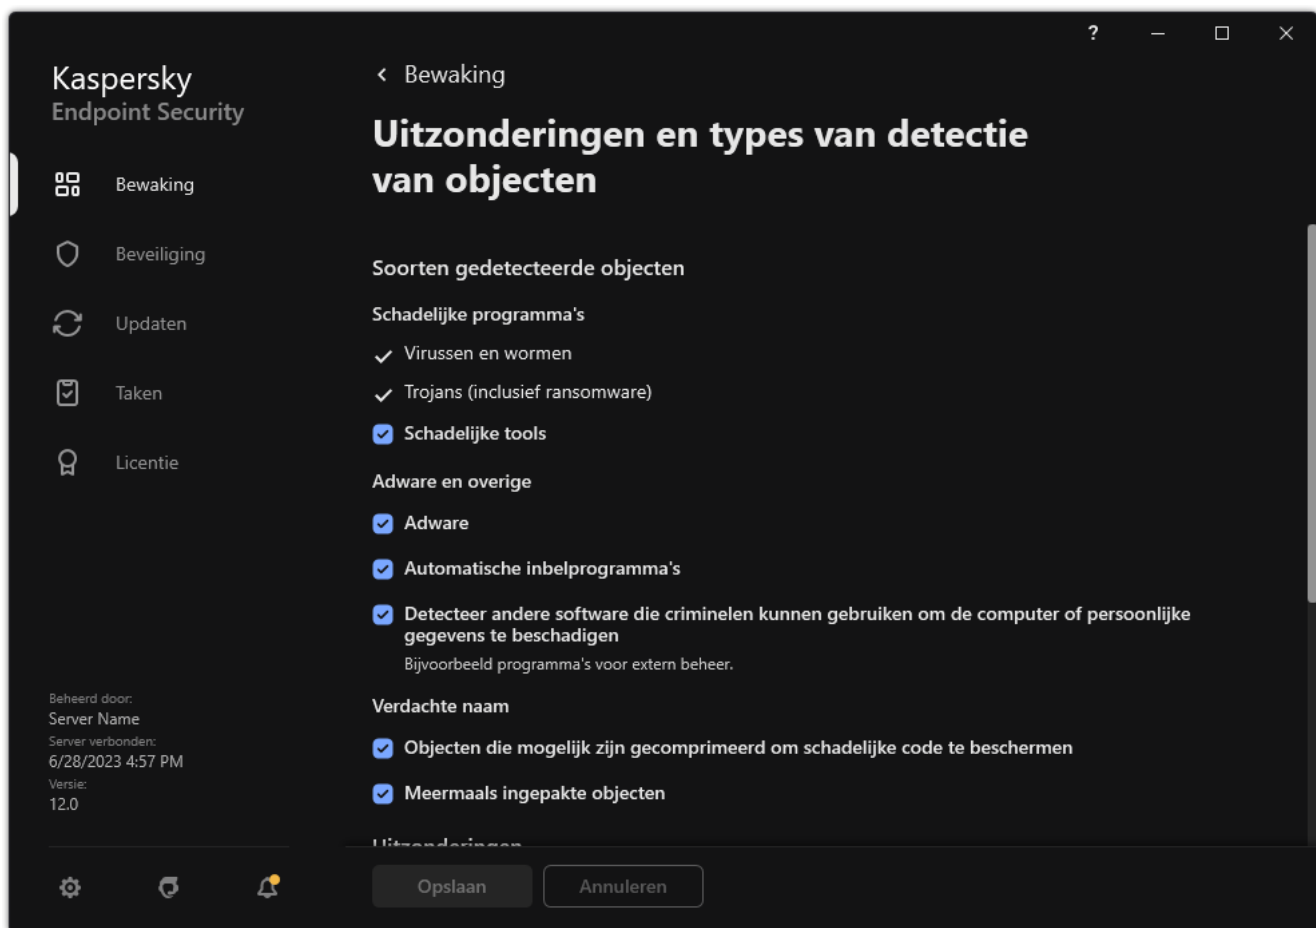 ?
Kaspersky
Endpoint Security
Bewaking
Beveiliging
Updaten
Taken
Licentie
Beheerd door:
Server Name
Server verbonden:
6/28/2023 4:57 PM
Versie:
12.0
Bewaking
Uitzonderingen en types van detectie
van objecten
Soorten gedetecteerde objecten
Schadelijke programma's
Virussen en wormen
Trojans (inclusief ransomware)
Schadelijke tools
Adware en overige
Adware
Automatische inbelprogramma's
Detecteer andere software die criminelen kunnen gebruiken om de computer of persoonlijke
gegevens te beschadigen
Bijvoorbeeld programma's voor extern beheer.
Verdachte naam
Objecten die mogelijk zijn gecomprimeerd om schadelijke code te beschermen
Meermaals ingepakte objecten
Uitzonderingen
Opslaan
Annuleren